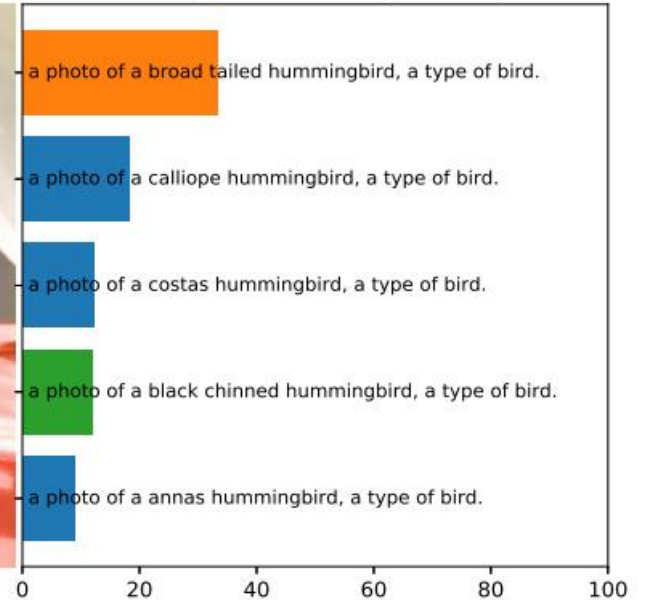 a photo of a broad tailed hummingbird, a type of bird.
a photo of a calliope hummingbird, a type of bird.
a photo of a costas hummingbird, a type of bird.
a photo of a black chinned hummingbird, a type of bird.
a photo of a annas hummingbird, a type of bird.
0 20 40 60 80 100